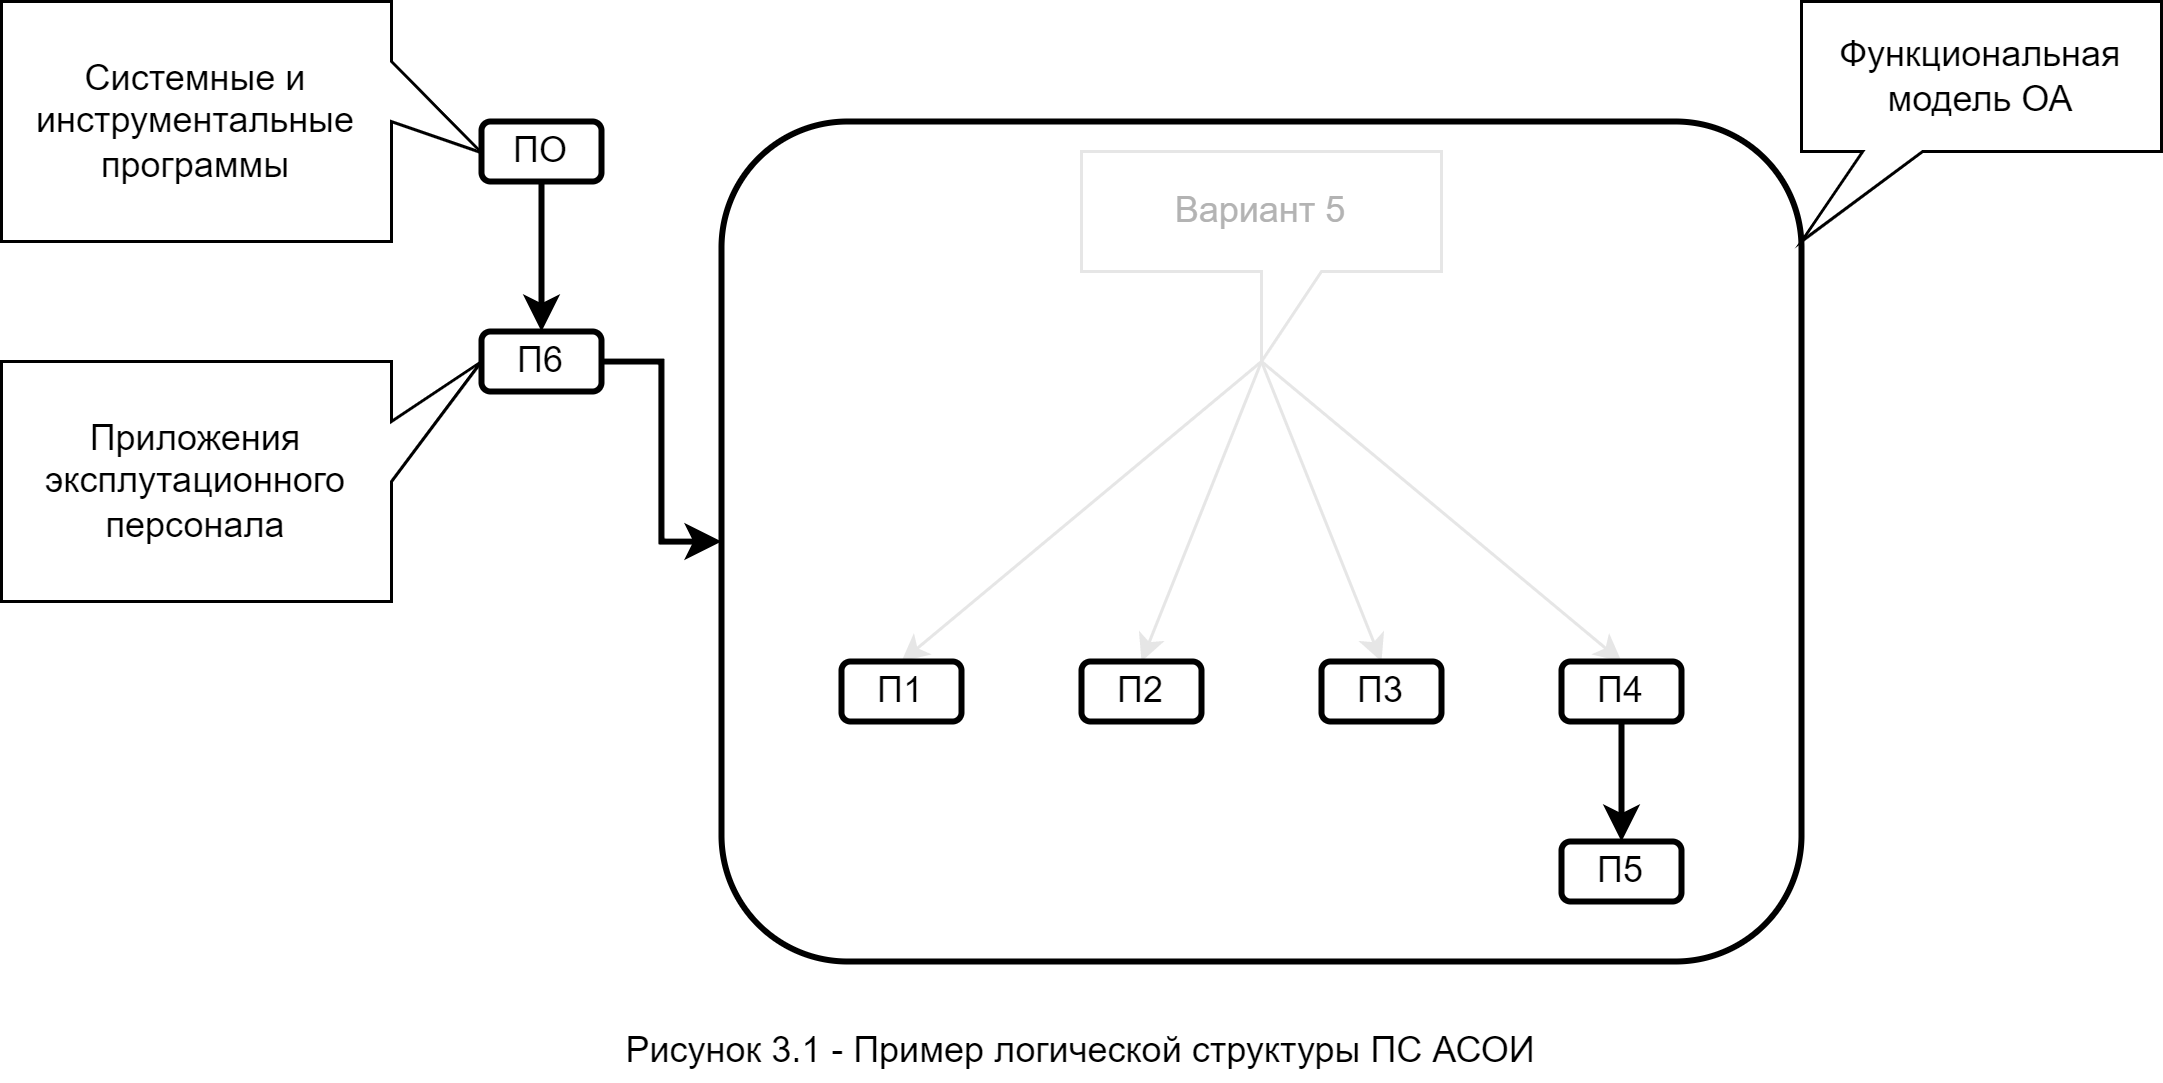 Системные и
инструментальные
программы
ПО
Функциональная
модель ОА
Вариант 5
П6
Приложения
эксплутационного
персонала
П1
П2
П3
П4
П5
Рисунок 3.1 - Пример логической структуры ПС АСОИ